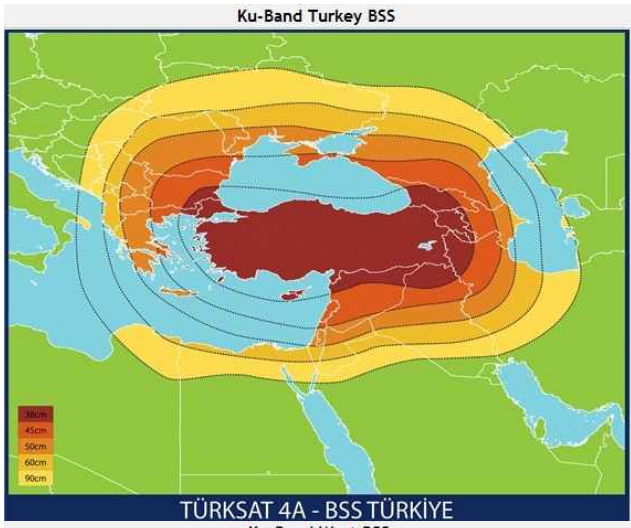 Ku-Band Turkey BSS
38cm
45cm
50cm
60cm
90cm
TÜRKSAT 4A - BSS TÜRKİYE